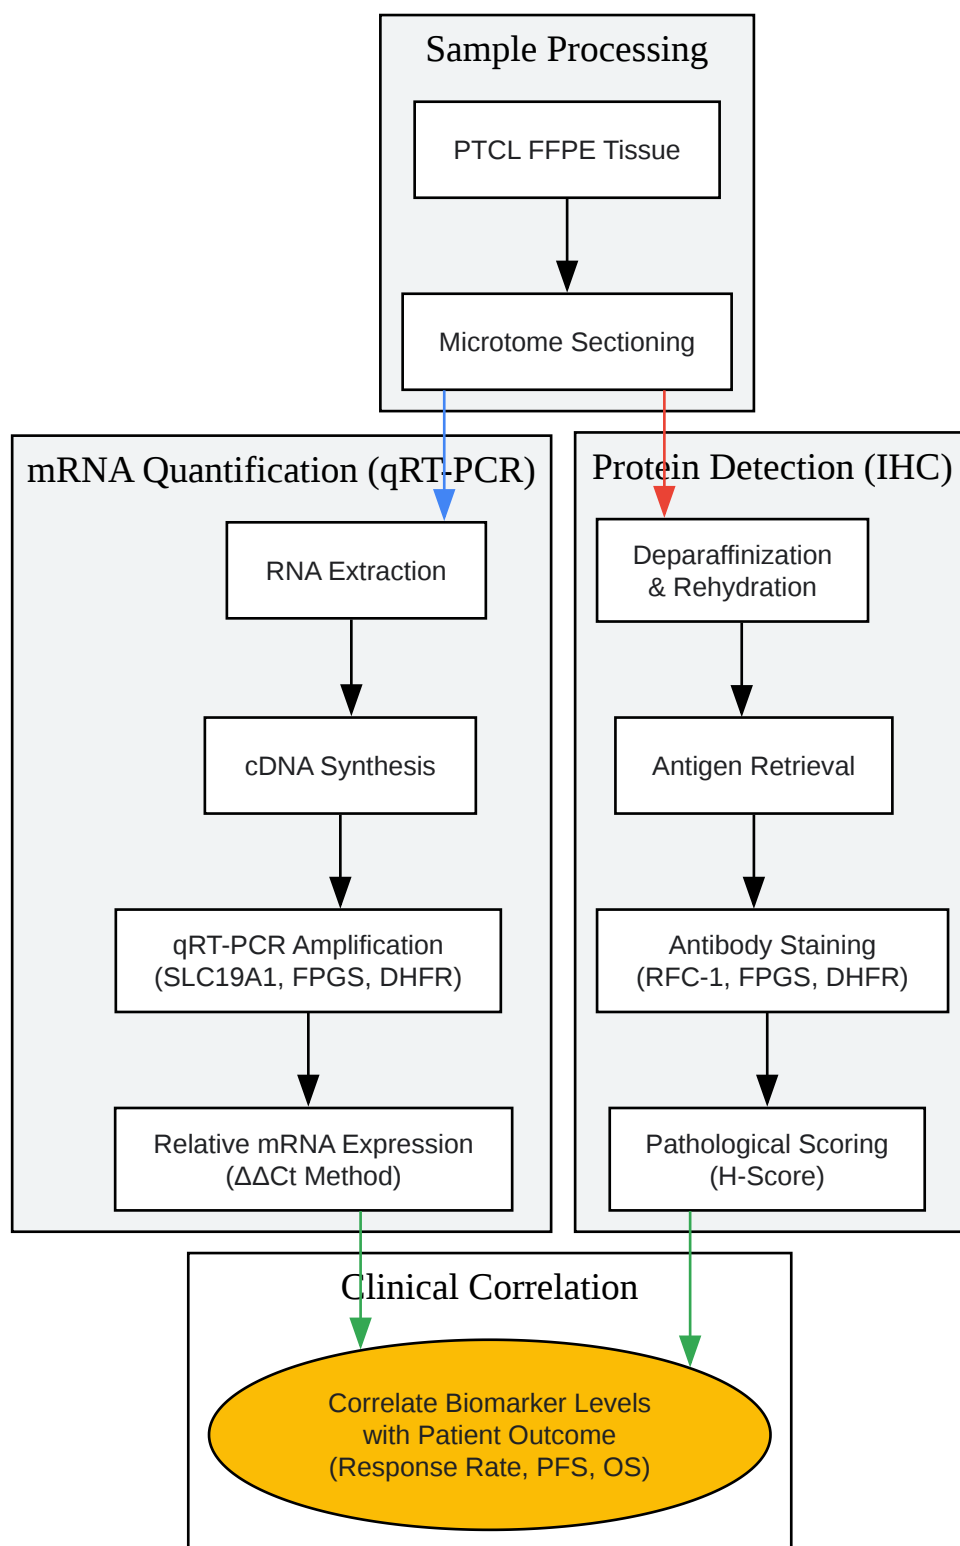 Sample Processing
PTCL FFPE Tissue
Microtome Sectioning
mRNA Quantification (qRT-PCR)
RNA Extraction
cDNA Synthesis
qRT-PCR Amplification
(SLC19A1, FPGS, DHFR)
Relative mRNA Expression
(ΔΔCt Method)
Protein Detection (IHC)
Deparaffinization
& Rehydration
Antigen Retrieval
Antibody Staining
(RFC-1, FPGS, DHFR)
Pathological Scoring
(H-Score)
Clinical Correlation
Correlate Biomarker Levels
with Patient Outcome
(Response Rate, PFS, OS)